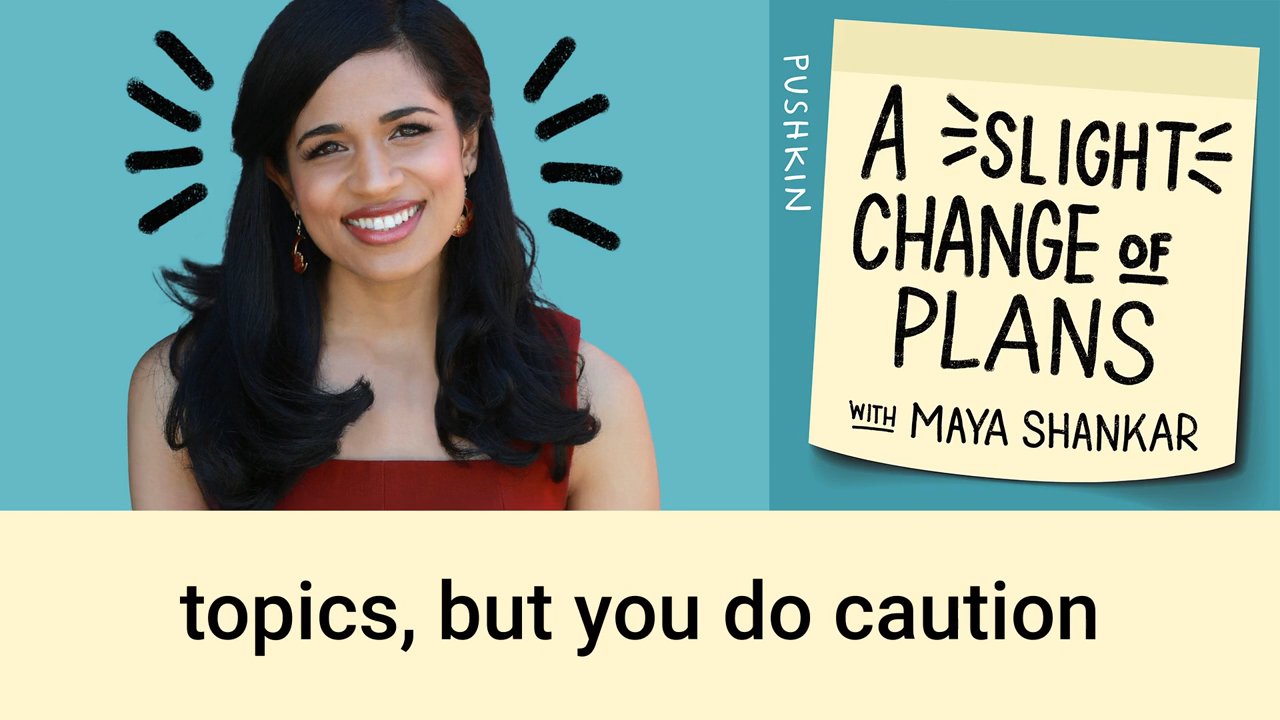 PUSHKIN
A SLIGHT
CHANGE OF
PLANS
WITH MAYA SHANKAR
topics, but you do caution